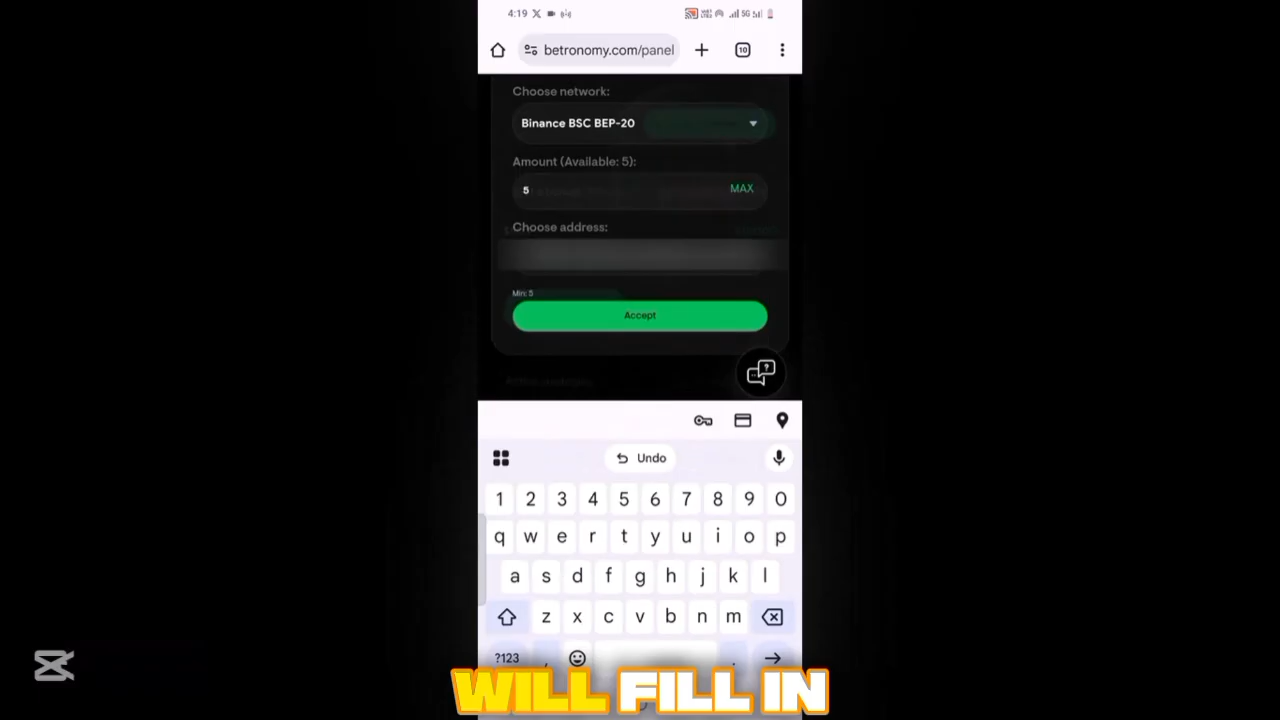 4:19
5G
betronomy.com/panel
10
Choose network:
Binance BSC BEP-20
Amount (Available: 5):
5
MAX
Choose address:
Min: 5
Accept
Undo
1 2 3 4 5 6 7 8 9 0
q w e r t y u i o p
a s d f g h j k l
z x c v b n m
?123 , .
WILL FILL IN